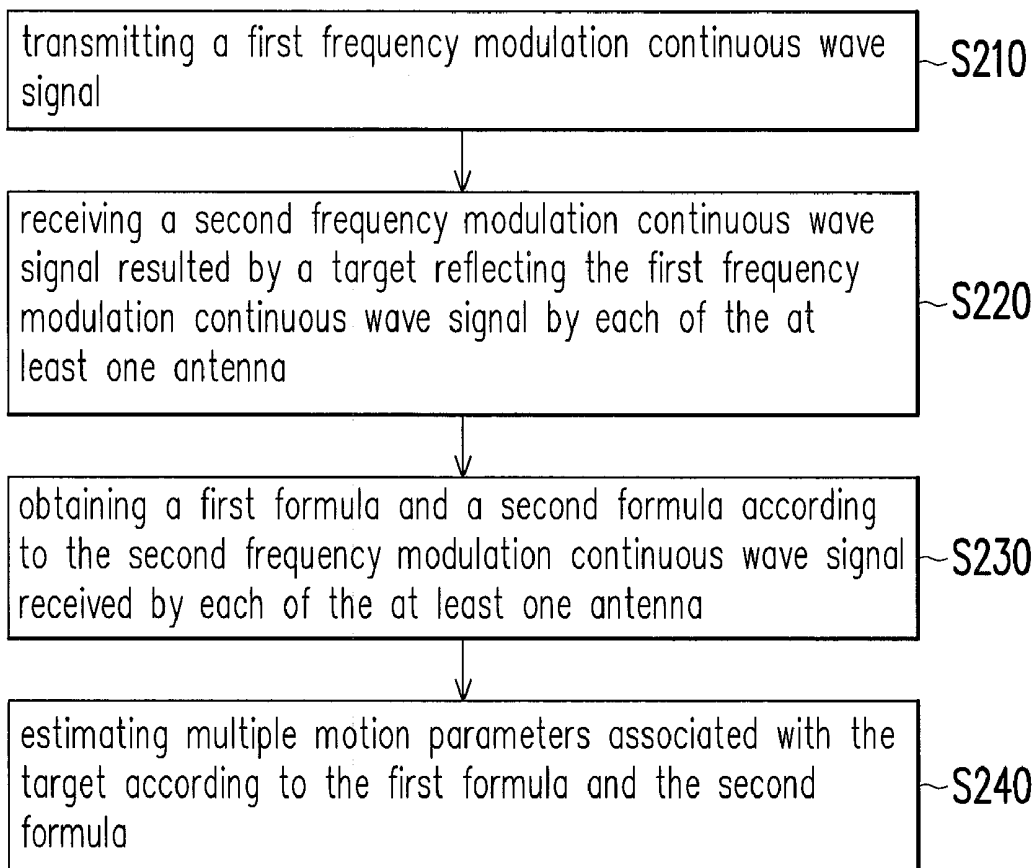 transmitting a first frequency modulation continuous wave
signal
S210
receiving a second frequency modulation continuous wave
signal resulted by a target reflecting the first frequency
modulation continuous wave signal by each of the at
least one antenna
S220
obtaining a first formula and a second formula according
to the second frequency modulation continuous wave signal
received by each of the at least one antenna
S230
estimating multiple motion parameters associated with the
target according to the first formula and the second
formula
S240